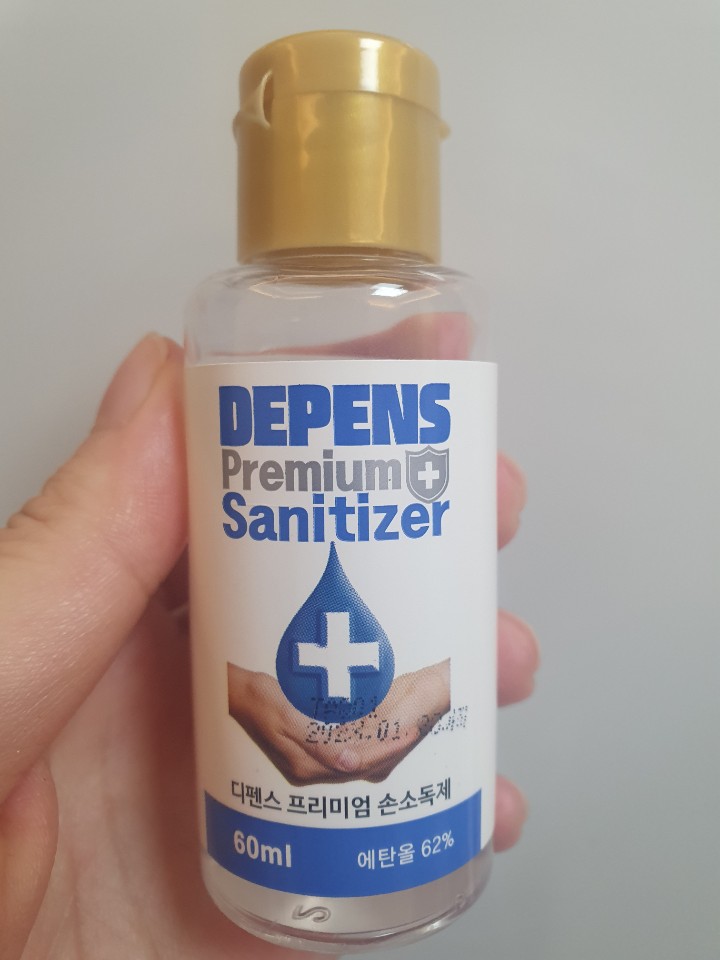 DEPENS
Premium
Sanitizer
디펜스 프리미엄 손소독제
60ml 에탄올 62%